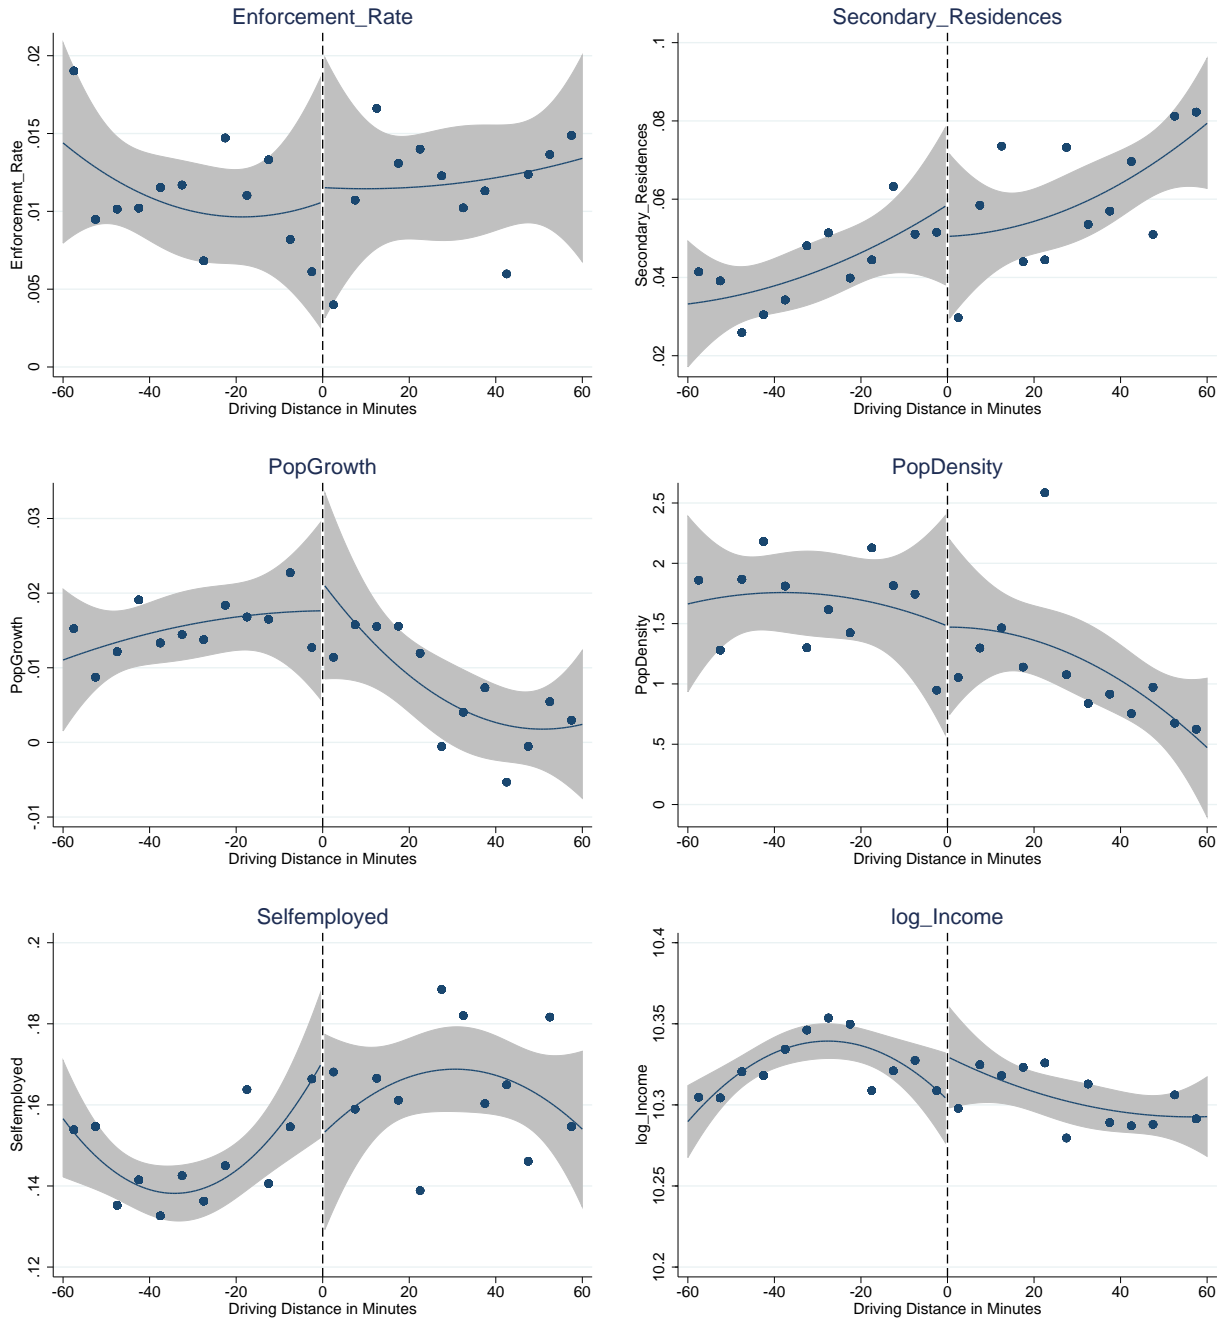 Enforcement_Rate
Enforcement_Rate
.02
.015
.01
.005
0
-60 -40 -20 0 20 40 60
Driving Distance in Minutes
Secondary_Residences
Secondary_Residences
.1
.08
.06
.04
.02
-60 -40 -20 0 20 40 60
Driving Distance in Minutes
PopGrowth
PopGrowth
.03
.02
.01
0
-.01
-60 -40 -20 0 20 40 60
Driving Distance in Minutes
PopDensity
PopDensity
2.5
2
1.5
1
.5
0
-60 -40 -20 0 20 40 60
Driving Distance in Minutes
Selfemployed
Selfemployed
.2
.18
.16
.14
.12
-60 -40 -20 0 20 40 60
Driving Distance in Minutes
log_Income
log_Income
10.4
10.35
10.3
10.25
10.2
-60 -40 -20 0 20 40 60
Driving Distance in Minutes